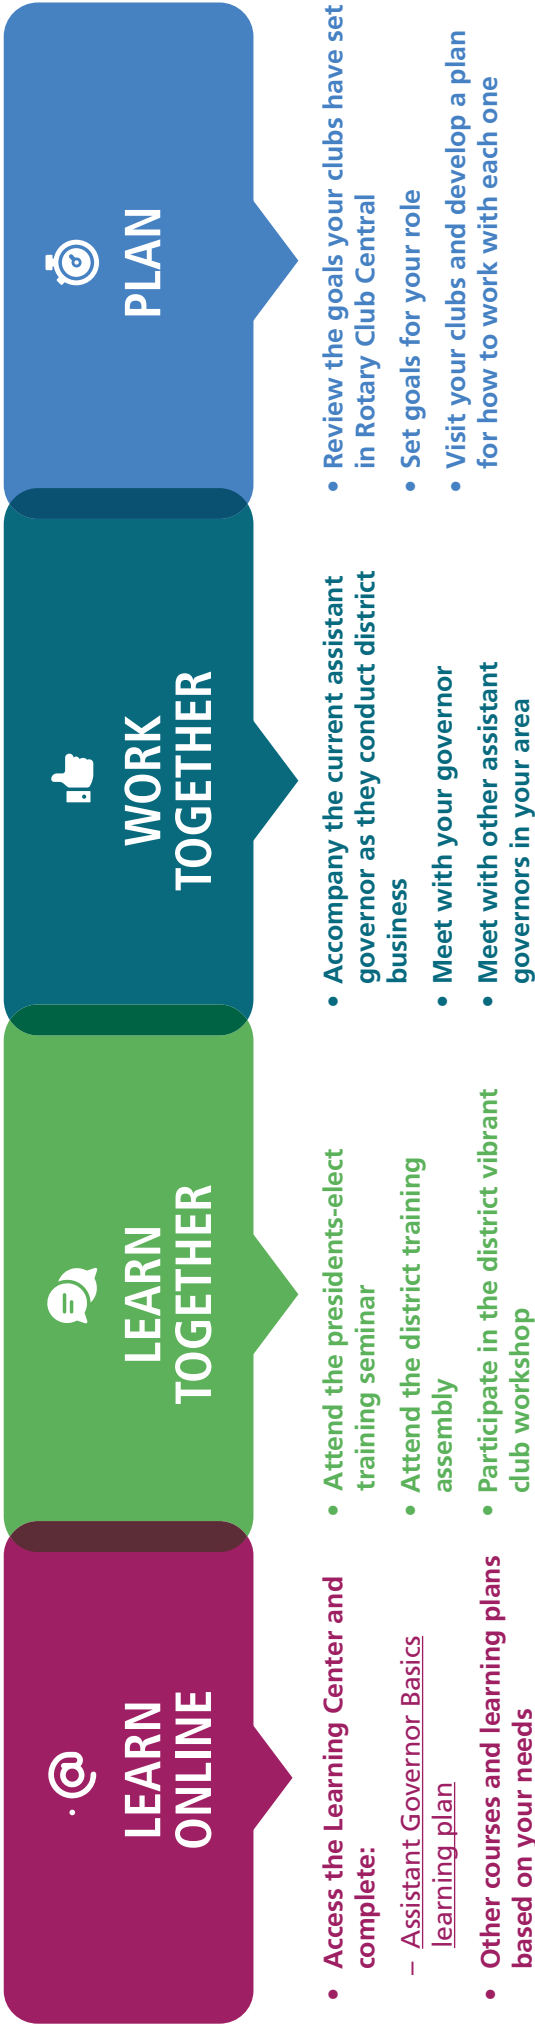 LEARN
ONLINE
• Access the Learning Center and
complete:
– Assistant Governor Basics
learning plan
• Other courses and learning plans
based on your needs
LEARN
TOGETHER
• Attend the presidents-elect
training seminar
• Attend the district training
assembly
• Participate in the district vibrant
club workshop
WORK
TOGETHER
• Accompany the current assistant
governor as they conduct district
business
• Meet with your governor
• Meet with other assistant
governors in your area
PLAN
• Review the goals your clubs have set
in Rotary Club Central
• Set goals for your role
• Visit your clubs and develop a plan
for how to work with each one